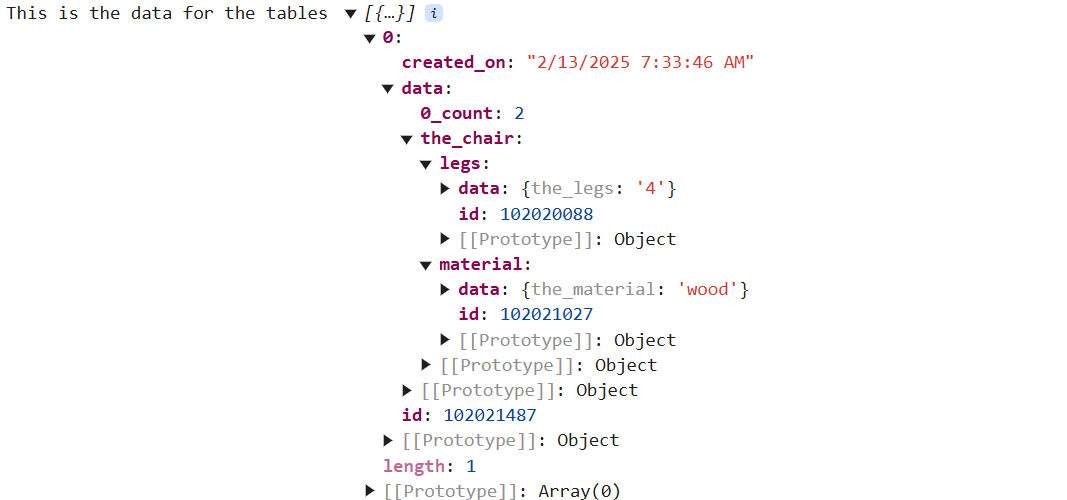 This is the data for the tables ▼ [{…}] i
▼ 0:
created_on: "2/13/2025 7:33:46 AM"
▼ data:
0_count: 2
▼ the_chair:
▼ legs:
▶ data: {the_legs: '4'}
id: 102020088
▶ [[Prototype]]: Object
▼ material:
▶ data: {the_material: 'wood'}
id: 102021027
▶ [[Prototype]]: Object
▶ [[Prototype]]: Object
▶ [[Prototype]]: Object
id: 102021487
▶ [[Prototype]]: Object
length: 1
▶ [[Prototype]]: Array(0)